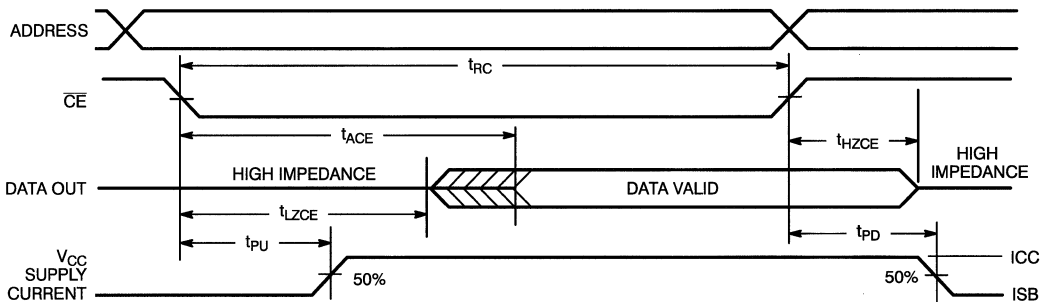 ADDRESS
tRC
CE
tACE
tHZCE
HIGH IMPEDANCE
HIGH
IMPEDANCE
DATA OUT
DATA VALID
tLZCE
tPU
tPD
VCC
SUPPLY
CURRENT
50%
50%
ICC
ISB